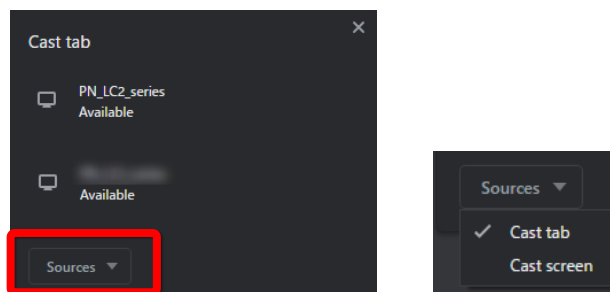 Cast tab
PN_LC2_series
Available
Available
Sources
Sources
Cast tab
Cast screen